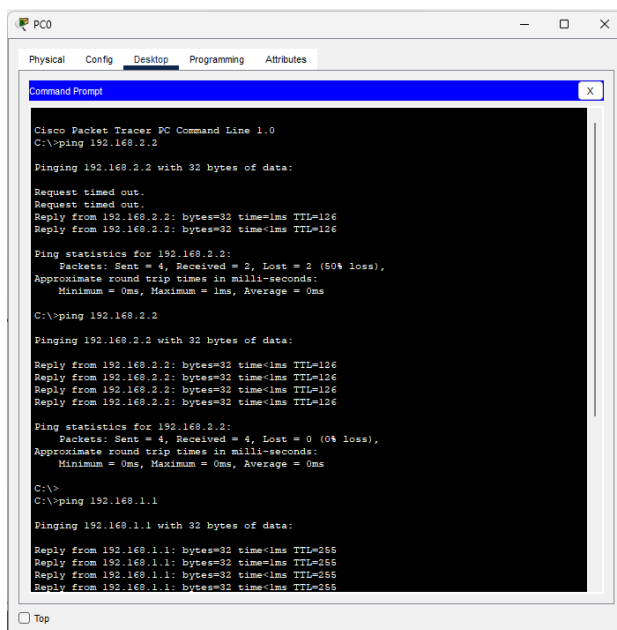 PC0
Physical Config Desktop Programming Attributes
Command Prompt X
Cisco Packet Tracer PC Command Line 1.0
C:\>ping 192.168.2.2
Pinging 192.168.2.2 with 32 bytes of data:
Request timed out.
Request timed out.
Reply from 192.168.2.2: bytes=32 time=1ms TTL=126
Reply from 192.168.2.2: bytes=32 time<1ms TTL=126
Ping statistics for 192.168.2.2:
Packets: Sent = 4, Received = 2, Lost = 2 (50% loss),
Approximate round trip times in milli-seconds:
Minimum = 0ms, Maximum = 1ms, Average = 0ms
C:\>ping 192.168.2.2
Pinging 192.168.2.2 with 32 bytes of data:
Reply from 192.168.2.2: bytes=32 time<1ms TTL=126
Reply from 192.168.2.2: bytes=32 time<1ms TTL=126
Reply from 192.168.2.2: bytes=32 time<1ms TTL=126
Reply from 192.168.2.2: bytes=32 time<1ms TTL=126
Ping statistics for 192.168.2.2:
Packets: Sent = 4, Received = 4, Lost = 0 (0% loss),
Approximate round trip times in milli-seconds:
Minimum = 0ms, Maximum = 0ms, Average = 0ms
C:\>
C:\>ping 192.168.1.1
Pinging 192.168.1.1 with 32 bytes of data:
Reply from 192.168.1.1: bytes=32 time<1ms TTL=255
Reply from 192.168.1.1: bytes=32 time<1ms TTL=255
Reply from 192.168.1.1: bytes=32 time<1ms TTL=255
Reply from 192.168.1.1: bytes=32 time<1ms TTL=255
Top